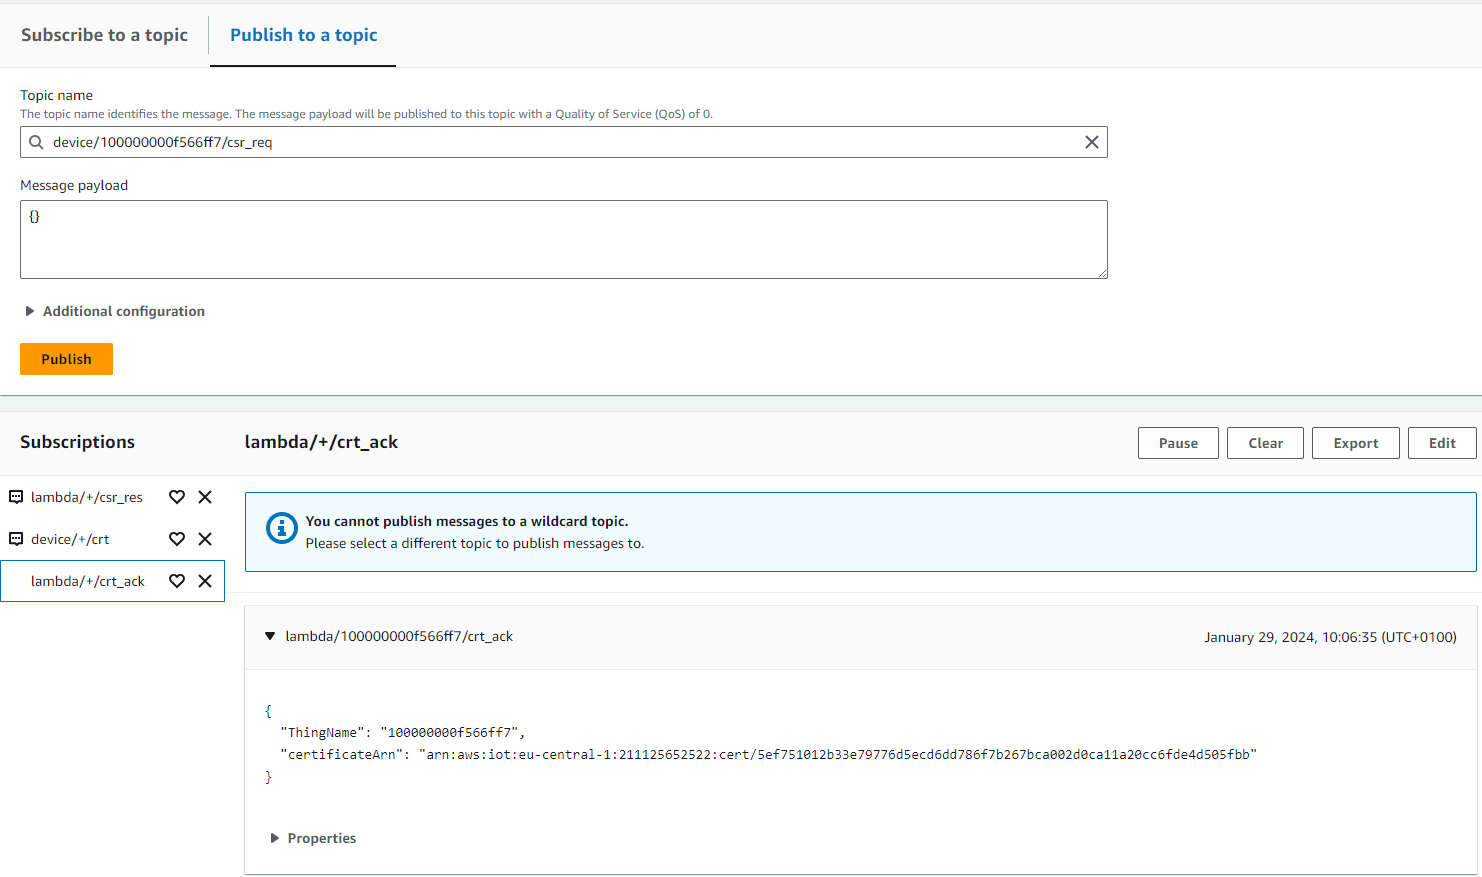 Subscribe to a topic
Publish to a topic
Topic name
The topic name identifies the message. The message payload will be published to this topic with a Quality of Service (QoS) of 0.
device/100000000f566ff7/csr_req
Message payload
{}
Additional configuration
Publish
Subscriptions
lambda/+/crt_ack
Pause
Clear
Export
Edit
lambda/+/csr_res
device/+/crt
lambda/+/crt_ack
You cannot publish messages to a wildcard topic.
Please select a different topic to publish messages to.
lambda/100000000f566ff7/crt_ack
January 29, 2024, 10:06:35 (UTC+0100)
{
"ThingName": "100000000f566ff7",
"certificateArn": "arn:aws:iot:eu-central-1:211125652522:cert/5ef751012b33e79776d5ecd6dd786f7b267bca002d0ca11a20cc6fde4d505fbb"
}
Properties